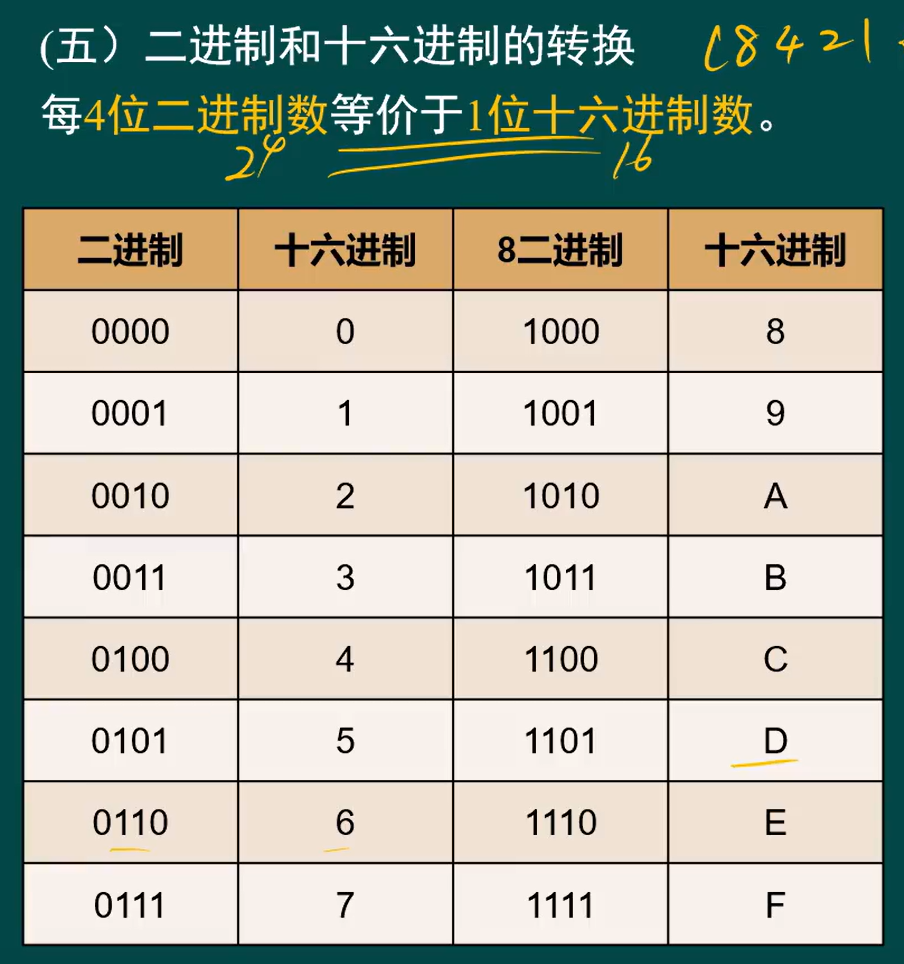 (五）二进制和十六进制的转换 (8421
每4位二进制数等价于1位十六进制数。
2⁴ 16
二进制 十六进制 8二进制 十六进制
0000 0 1000 8
0001 1 1001 9
0010 2 1010 A
0011 3 1011 B
0100 4 1100 C
0101 5 1101 D
0110 6 1110 E
0111 7 1111 F